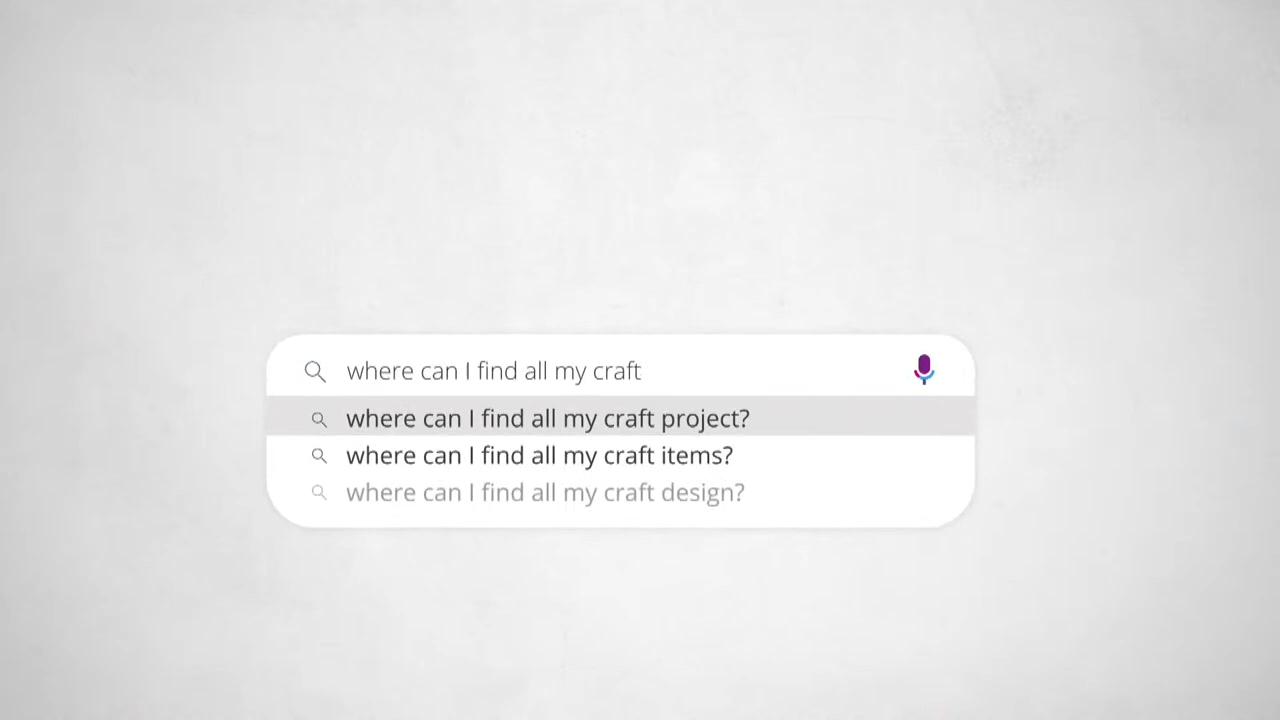 where can I find all my craft
where can I find all my craft project?
where can I find all my craft items?
where can I find all my craft design?